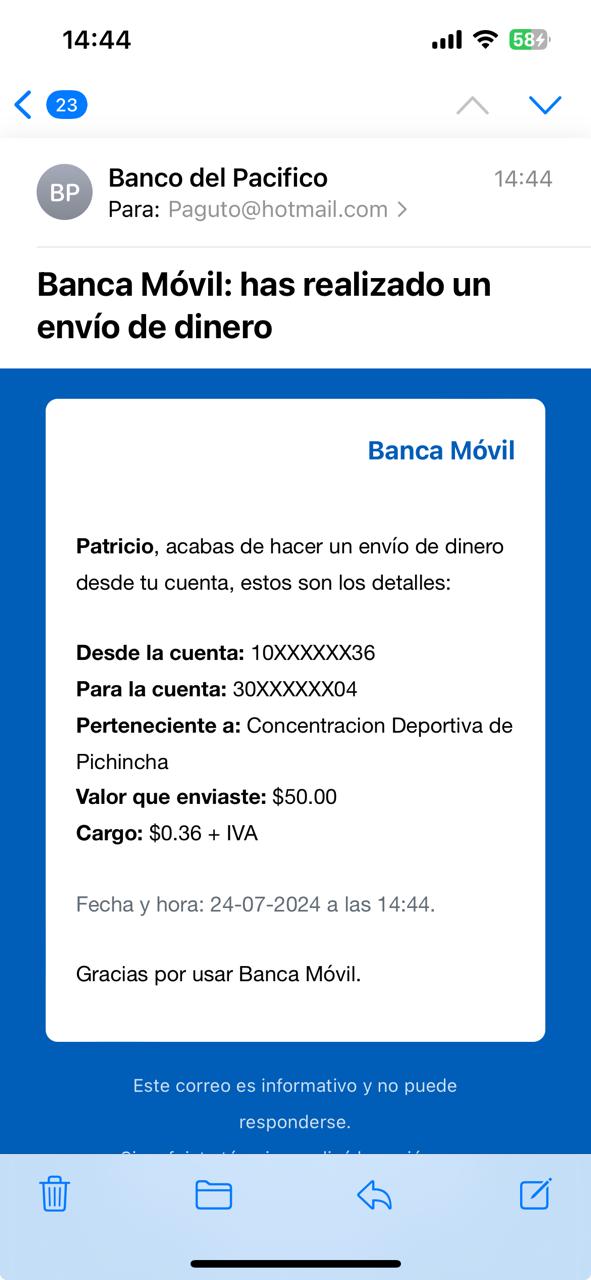 14:44
58
23
BP
Banco del Pacifico
14:44
Para: Paguto@hotmail.com
Banca Móvil: has realizado un
envío de dinero
Banca Móvil
Patricio, acabas de hacer un envío de dinero
desde tu cuenta, estos son los detalles:
Desde la cuenta: 10XXXXXX36
Para la cuenta: 30XXXXXX04
Perteneciente a: Concentracion Deportiva de
Pichincha
Valor que enviaste: $50.00
Cargo: $0.36 + IVA
Fecha y hora: 24-07-2024 a las 14:44.
Gracias por usar Banca Móvil.
Este correo es informativo y no puede
responderse.